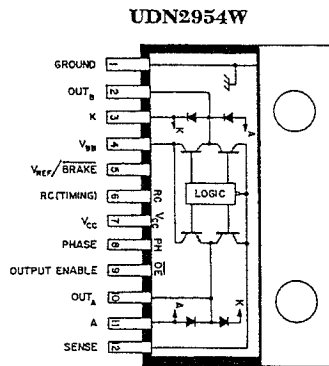 UDN2954W
GROUND 1
OUTB 2
K 3 K A
VBB 4
VREF/BRAKE 5
RC(TIMING) 6 RC LOGIC
VCC 7 VCC
PHASE 8 PH
OUTPUT ENABLE 9 OE
OUTA 10
A 11 A K
SENSE 12